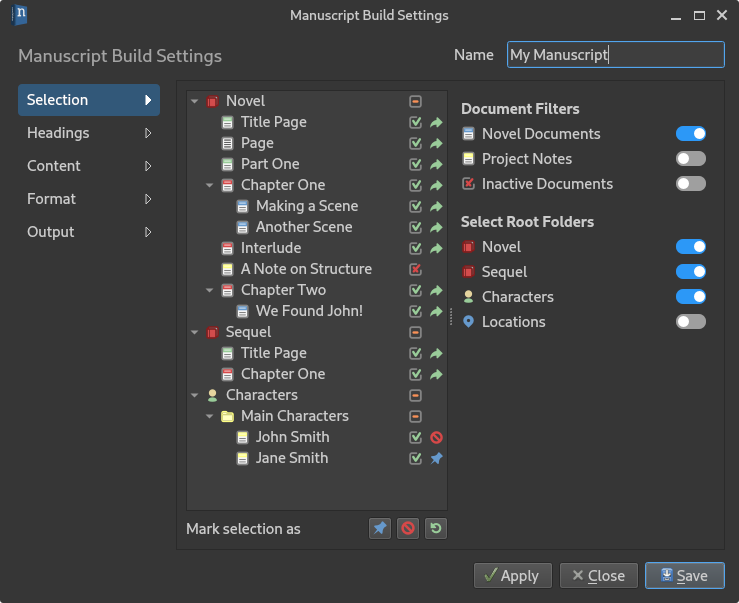 n
Manuscript Build Settings
Manuscript Build Settings
Name
My Manuscript
Selection
Headings
Content
Format
Output
Novel
Title Page
Page
Part One
Chapter One
Making a Scene
Another Scene
Interlude
A Note on Structure
Chapter Two
We Found John!
Sequel
Title Page
Chapter One
Characters
Main Characters
John Smith
Jane Smith
Mark selection as
Document Filters
Novel Documents
Project Notes
Inactive Documents
Select Root Folders
Novel
Sequel
Characters
Locations
Apply
Close
Save